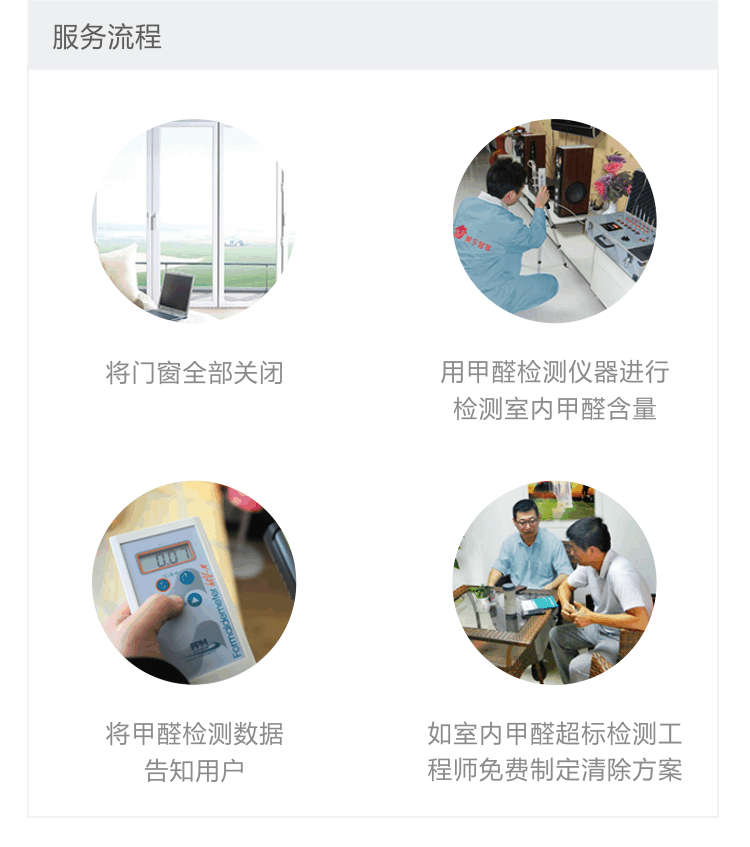 服务流程
将门窗全部关闭
用甲醛检测仪器进行
检测室内甲醛含量
0.01
Formaldemeter
PPM
将甲醛检测数据
告知用户
如室内甲醛超标检测工
程师免费制定清除方案